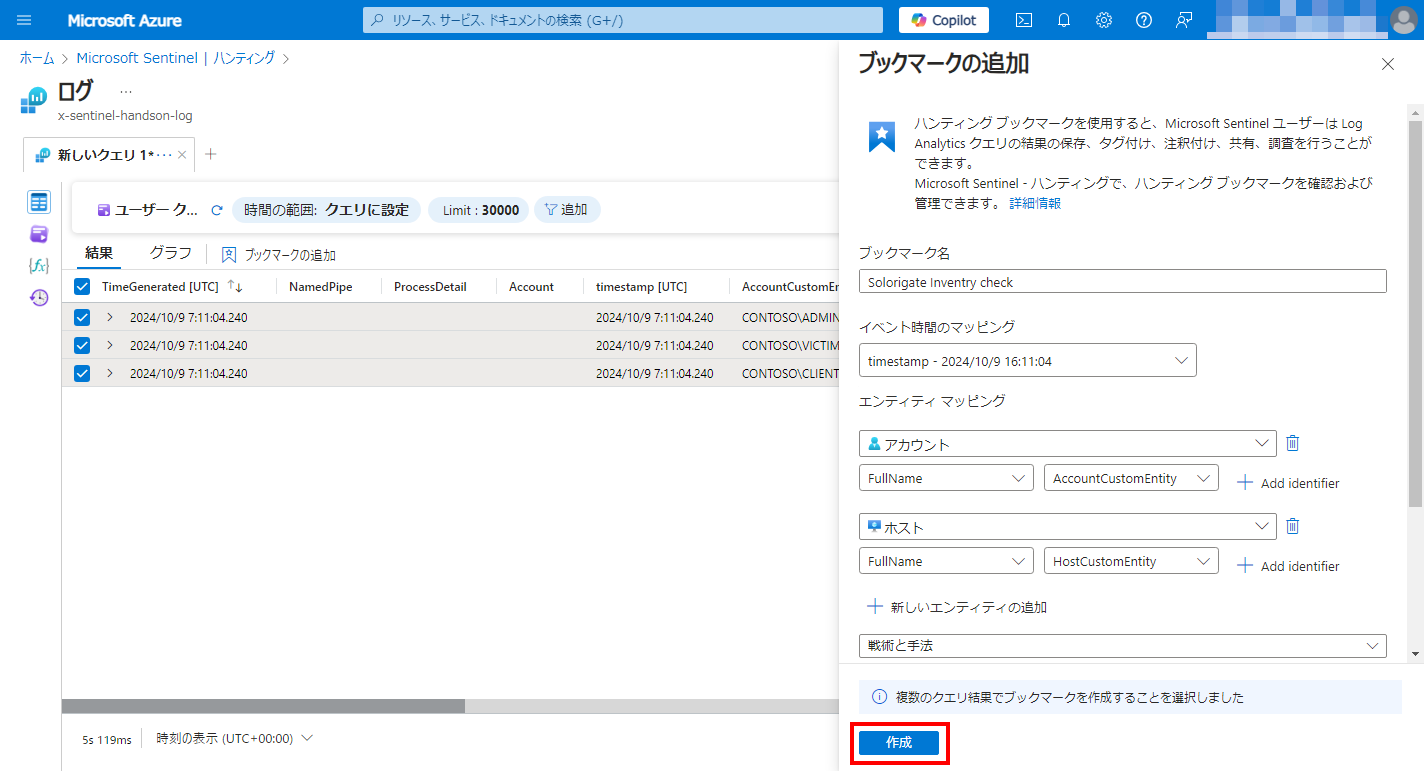 Microsoft Azure
リソース、サービス、ドキュメントの検索 (G+/)
Copilot
ホーム > Microsoft Sentinel | ハンティング >
ログ ...
x-sentinel-handson-log
新しいクエリ 1*
ユーザー ク...
時間の範囲: クエリに設定
Limit : 30000
追加
結果
グラフ
ブックマークの追加
TimeGenerated [UTC] NamedPipe ProcessDetail Account timestamp [UTC] AccountCustomEn
2024/10/9 7:11:04.240 2024/10/9 7:11:04.240 CONTOSO\ADMIN
2024/10/9 7:11:04.240 2024/10/9 7:11:04.240 CONTOSO\VICTIM
2024/10/9 7:11:04.240 2024/10/9 7:11:04.240 CONTOSO\CLIENT
5s 119ms
時刻の表示 (UTC+00:00)
ブックマークの追加
ハンティング ブックマークを使用すると、Microsoft Sentinel ユーザーは Log
Analytics クエリの結果の保存、タグ付け、注釈付け、共有、調査を行うことが
できます。
Microsoft Sentinel - ハンティングで、ハンティング ブックマークを確認および
管理できます。 詳細情報
ブックマーク名
Solorigate Inventry check
イベント時間のマッピング
timestamp - 2024/10/9 16:11:04
エンティティ マッピング
アカウント
FullName
AccountCustomEntity
Add identifier
ホスト
FullName
HostCustomEntity
Add identifier
新しいエンティティの追加
戦術と手法
複数のクエリ結果でブックマークを作成することを選択しました
作成